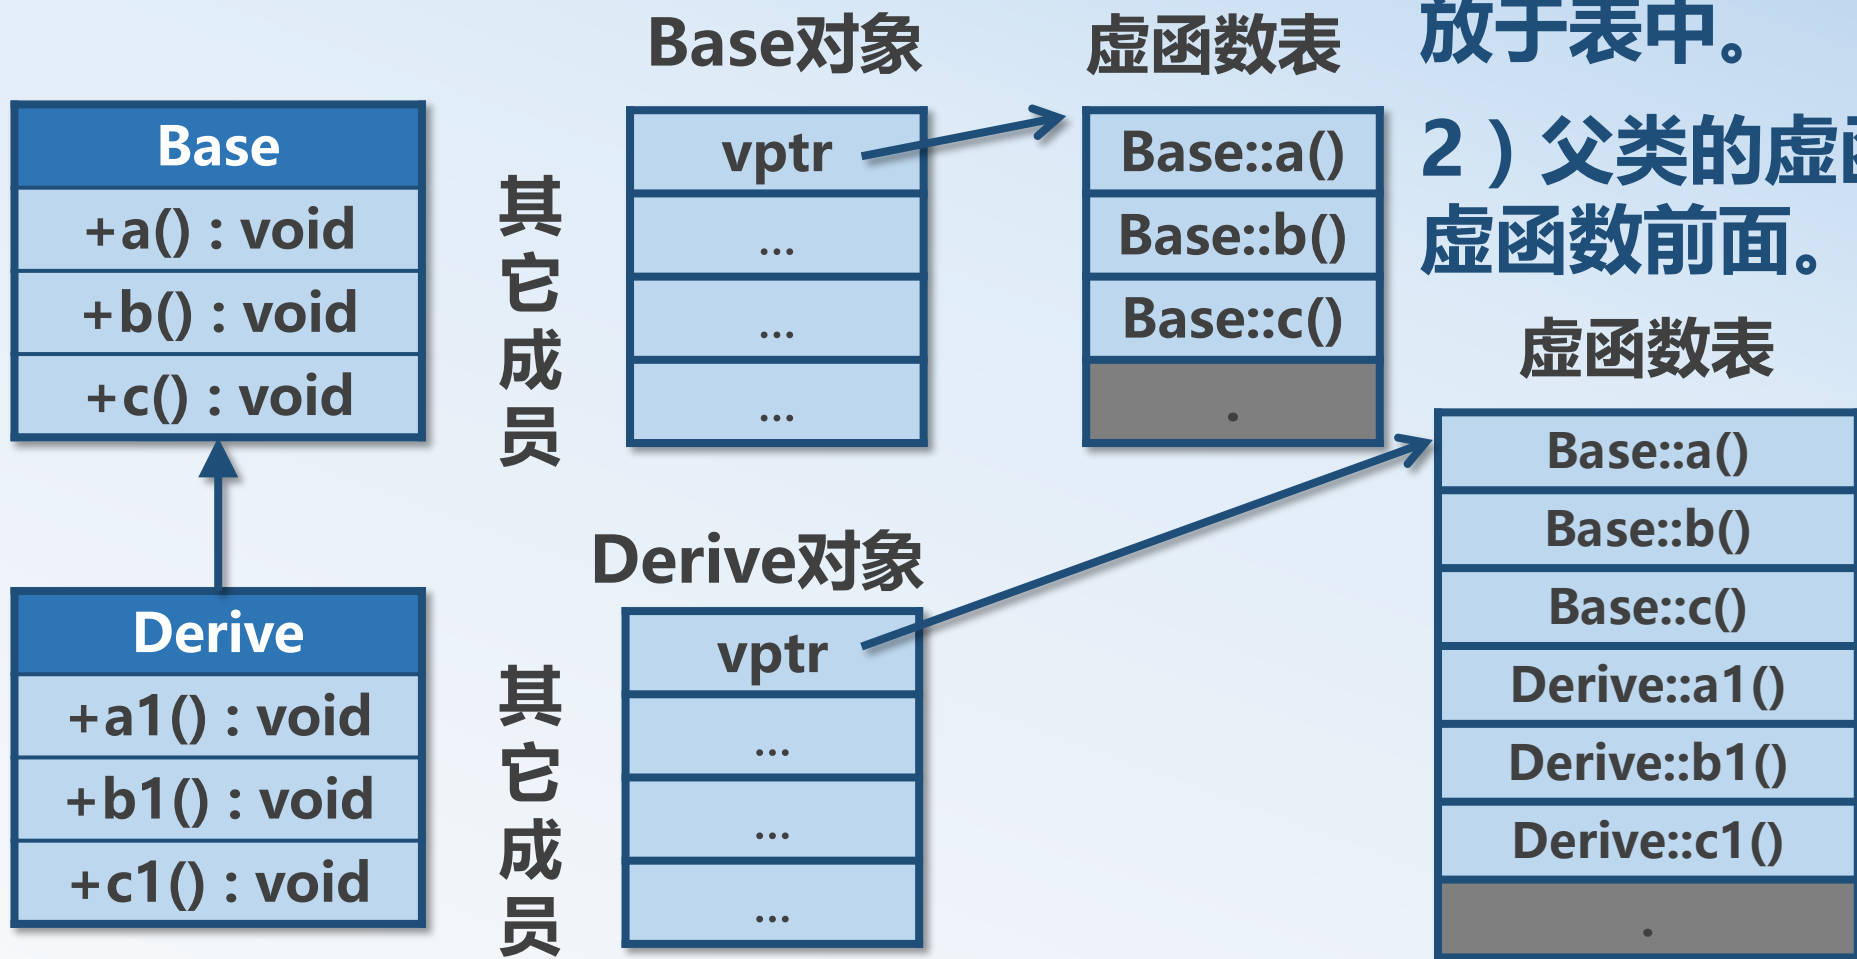 Base
+a() : void
+b() : void
+c() : void
Derive
+a1() : void
+b1() : void
+c1() : void
其它成员
Base对象
vptr
...
...
...
虚函数表
Base::a()
Base::b()
Base::c()
.
其它成员
Derive对象
vptr
...
...
...
放于表中。
2）父类的虚函
虚函数前面。
虚函数表
Base::a()
Base::b()
Base::c()
Derive::a1()
Derive::b1()
Derive::c1()
.